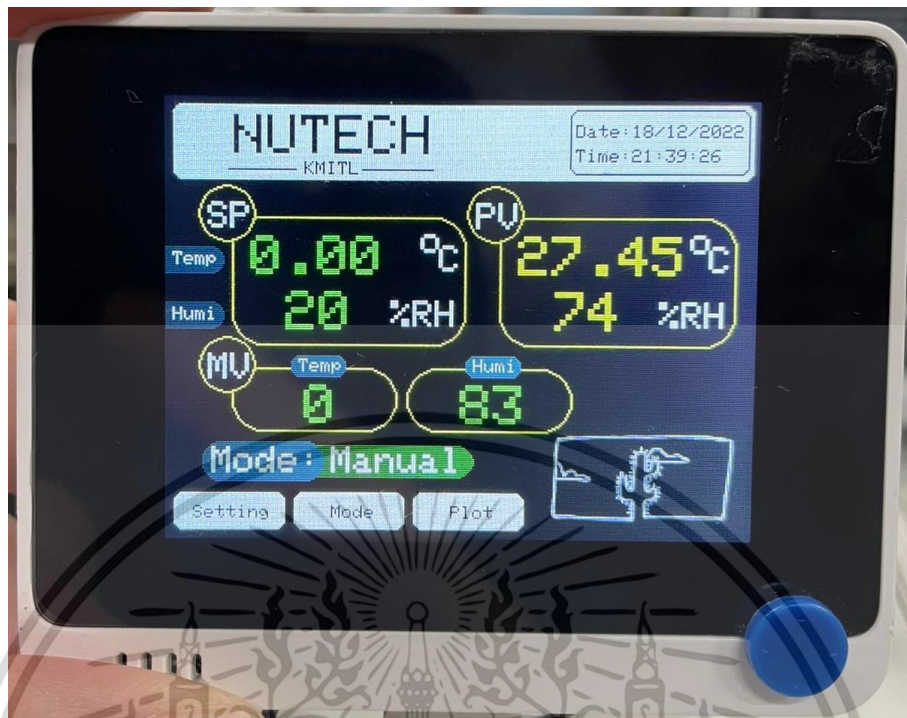 NUTECH
KMITL
Date:18/12/2022
Time:21:39:26
SP
PV
Temp 0.00 °C 27.45°C
Humi 20 %RH 74 %RH
MV
Temp
Humi
0 83
Mode: Manual
Setting Mode Plot